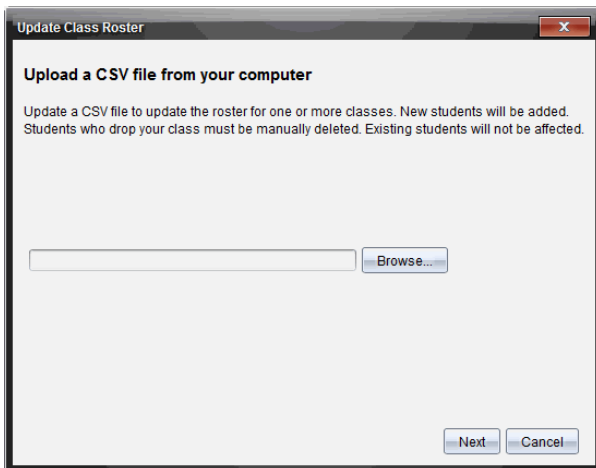 Update Class Roster
Upload a CSV file from your computer
Update a CSV file to update the roster for one or more classes. New students will be added.
Students who drop your class must be manually deleted. Existing students will not be affected.
Browse...
Next Cancel